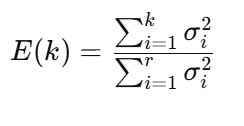 E(k) = \frac{\sum_{i=1}^{k} \sigma_i^2}{\sum_{i=1}^{r} \sigma_i^2}